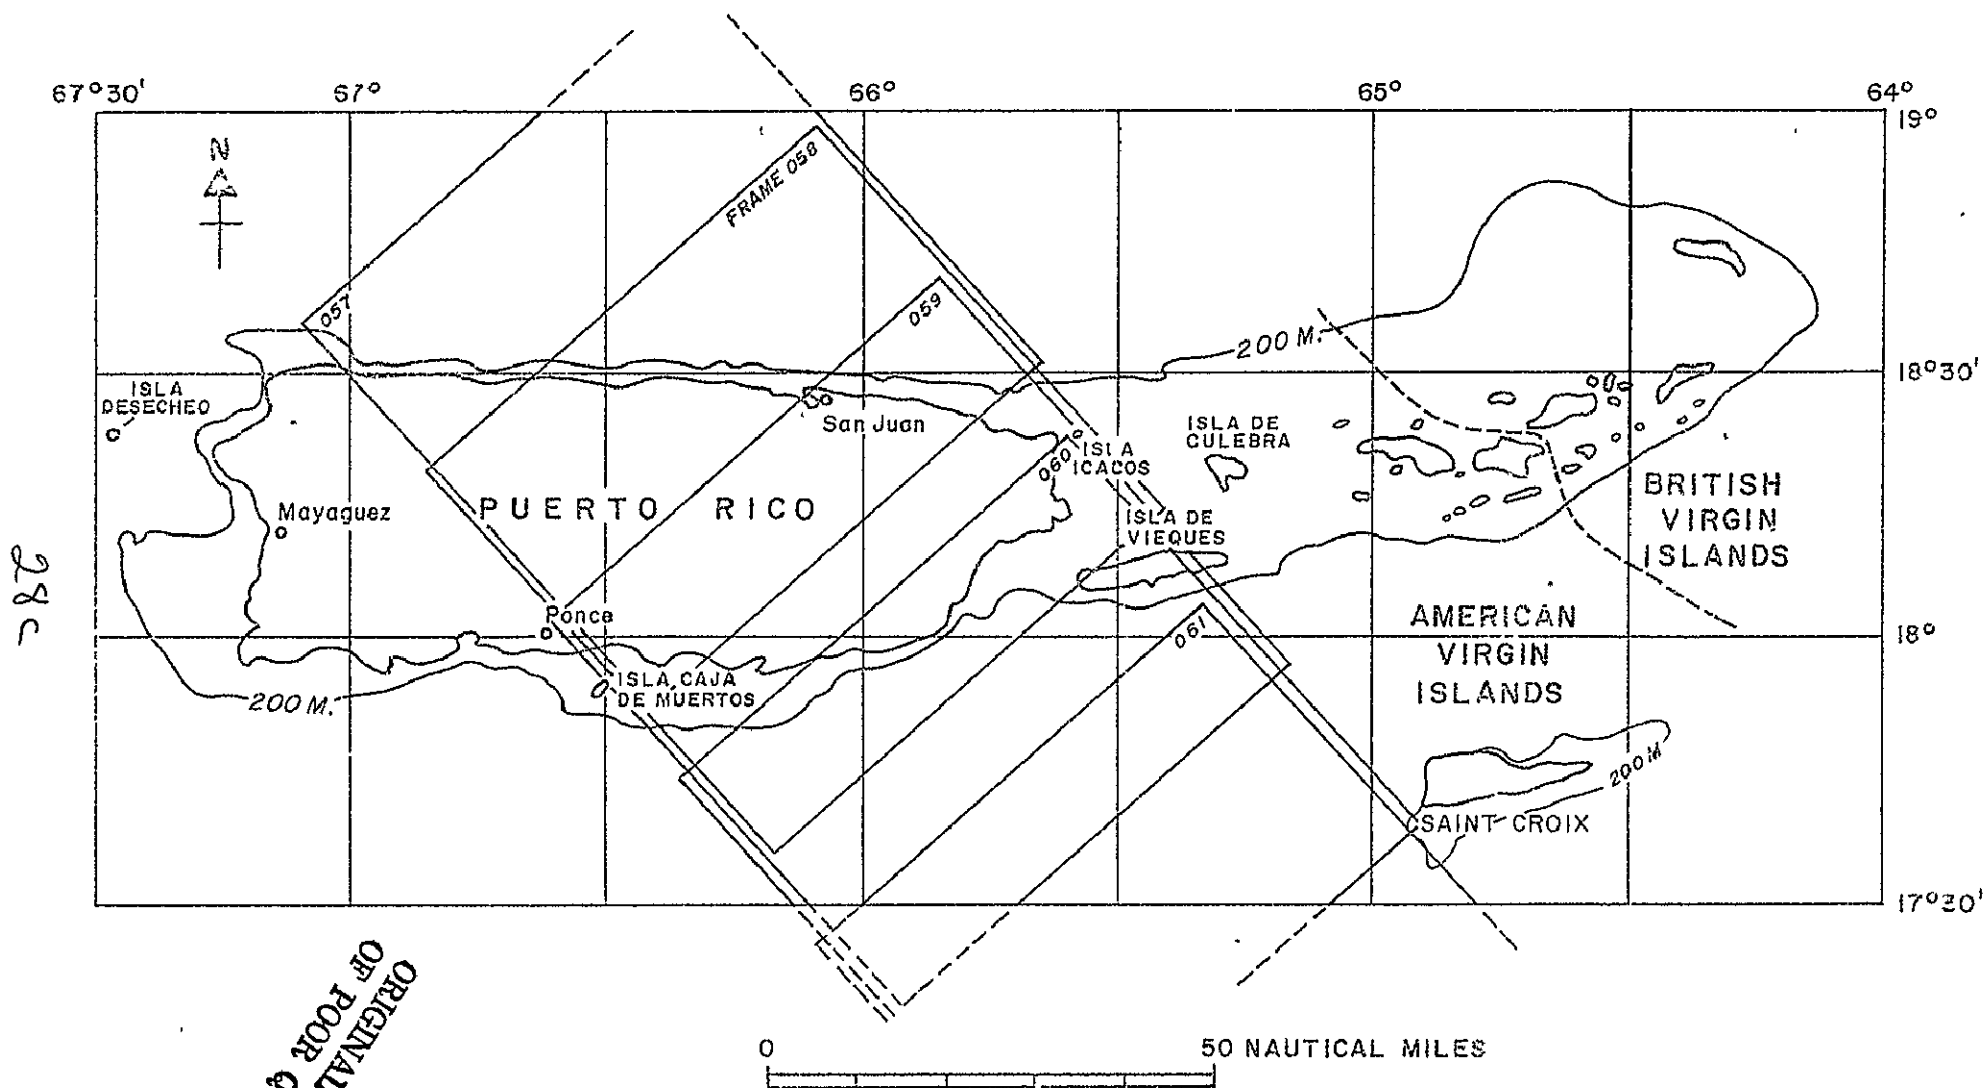 67°30'
67°
66°
65°
64°
19°
N
FRAME 058
057
059
200 M.
18°30'
ISLA
DESECHEO
San Juan
ISLA DE
CULEBRA
060
ISLA
ICACOS
PUERTO RICO
Mayaguez
ISLA DE
VIEQUES
BRITISH
VIRGIN
ISLANDS
28c
Ponce
061
AMERICAN
VIRGIN
ISLANDS
18°
ISLA CAJA
DE MUERTOS
200 M.
200 M
SAINT CROIX
17°30'
ORIGINAL
OF POOR Q
0
50 NAUTICAL MILES